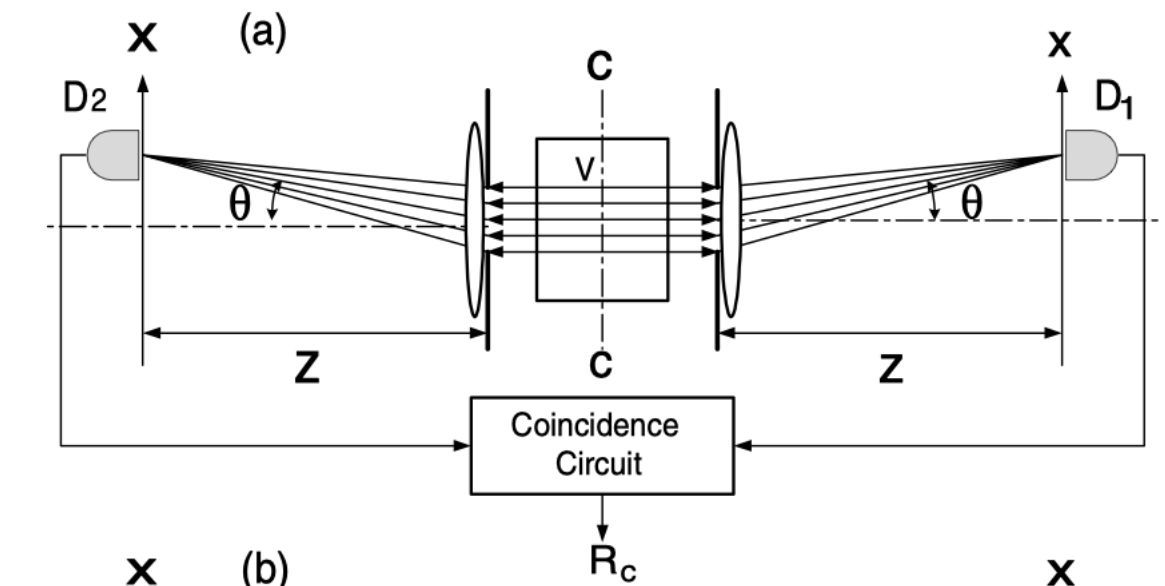 X (a) X
D2 C D1
V
θ θ
Z C Z
Coincidence
Circuit
Rc
X (b) X